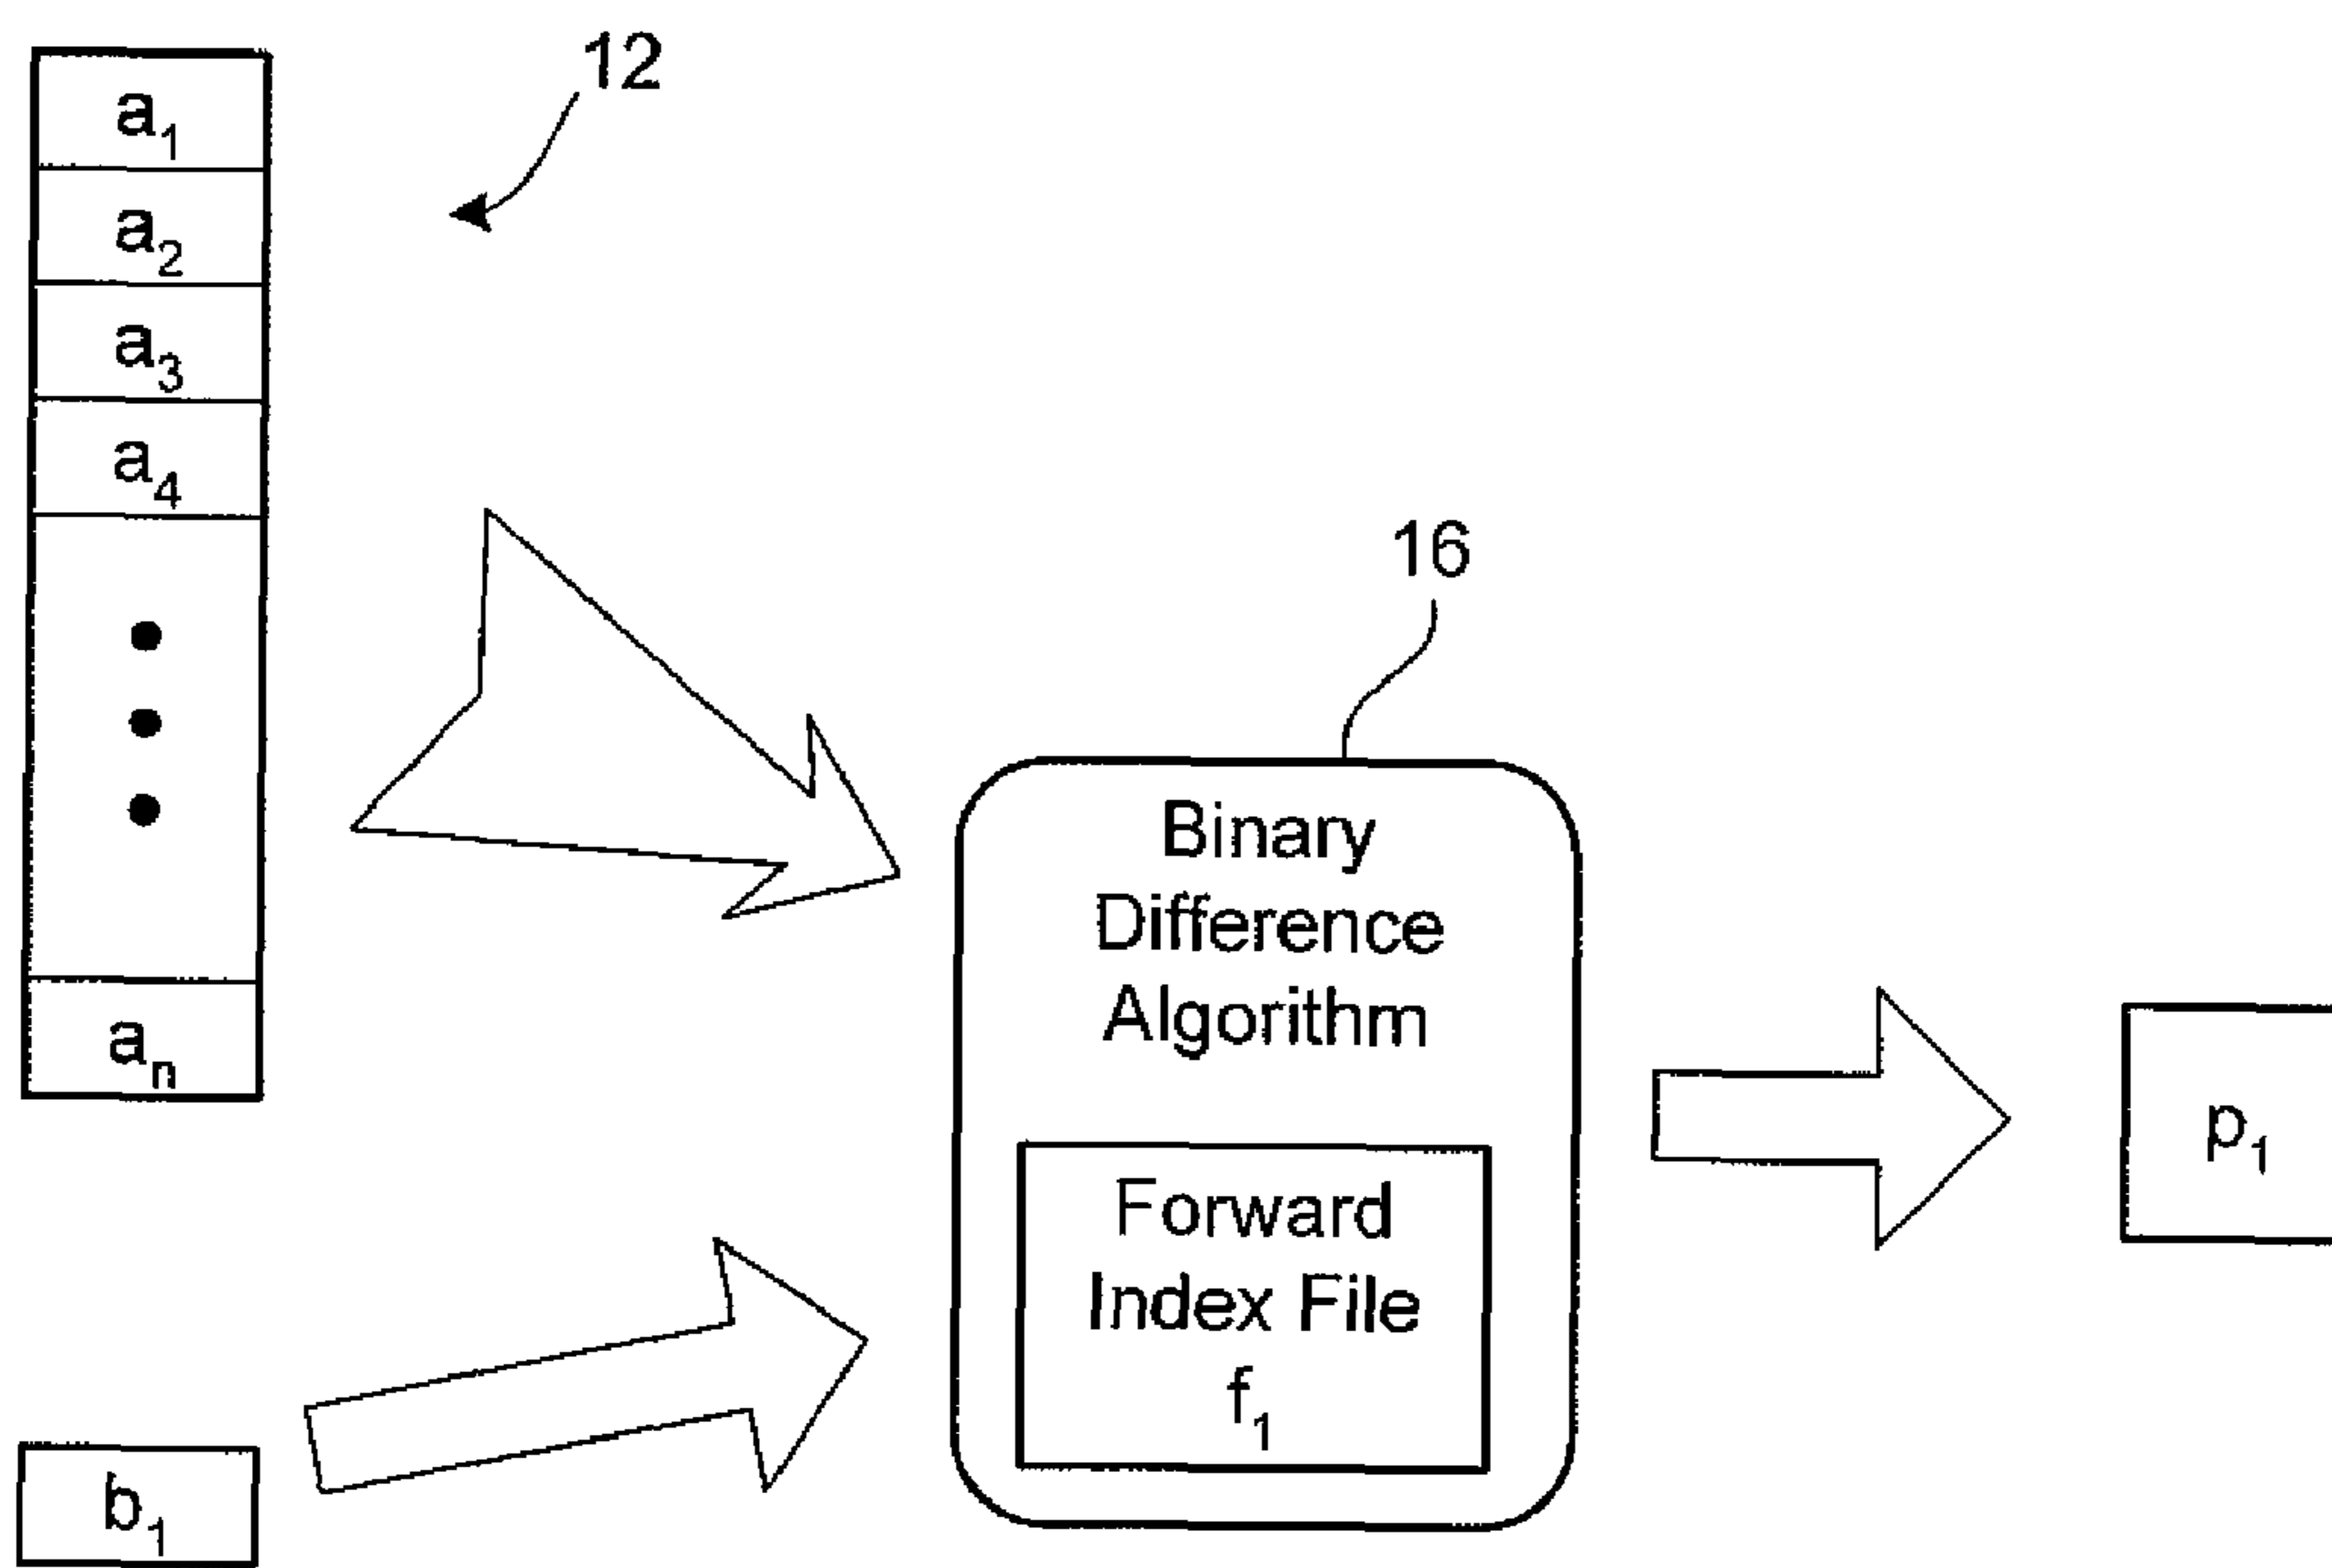 12
a₁
a₂
a₃
a₄
aₙ
b₁
16
Binary
Difference
Algorithm
Forward
Index File
f₁
p₁